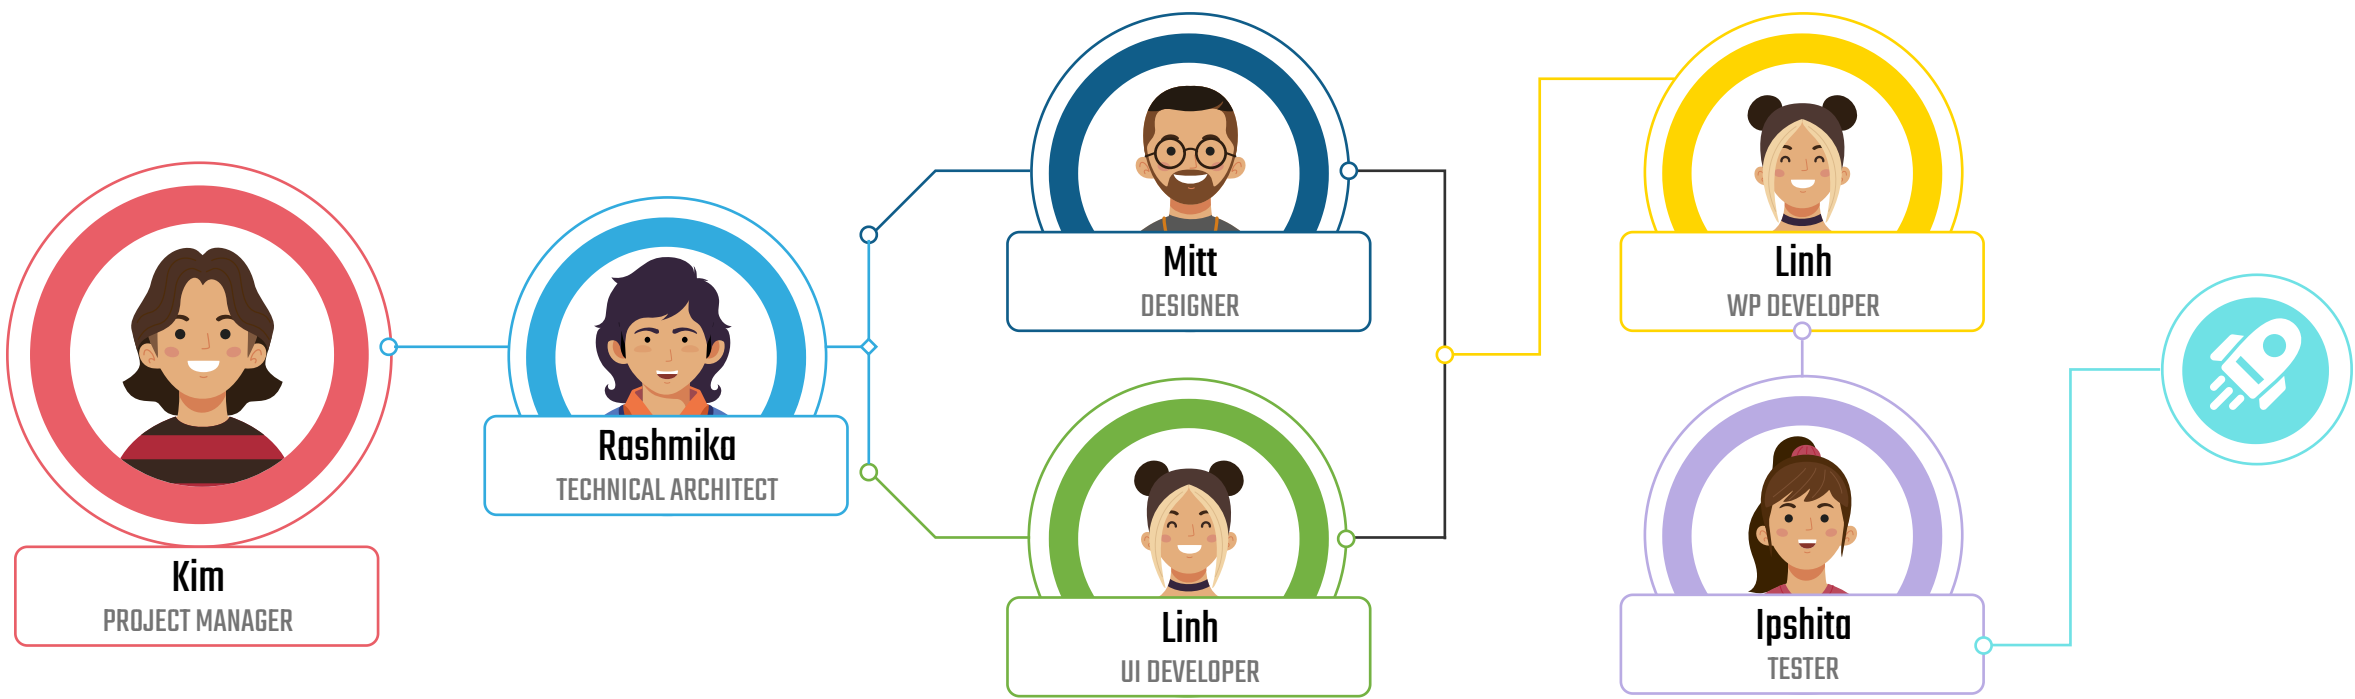 Kim
PROJECT MANAGER
Rashmika
TECHNICAL ARCHITECT
Mitt
DESIGNER
Linh
UI DEVELOPER
Linh
WP DEVELOPER
Ipshita
TESTER